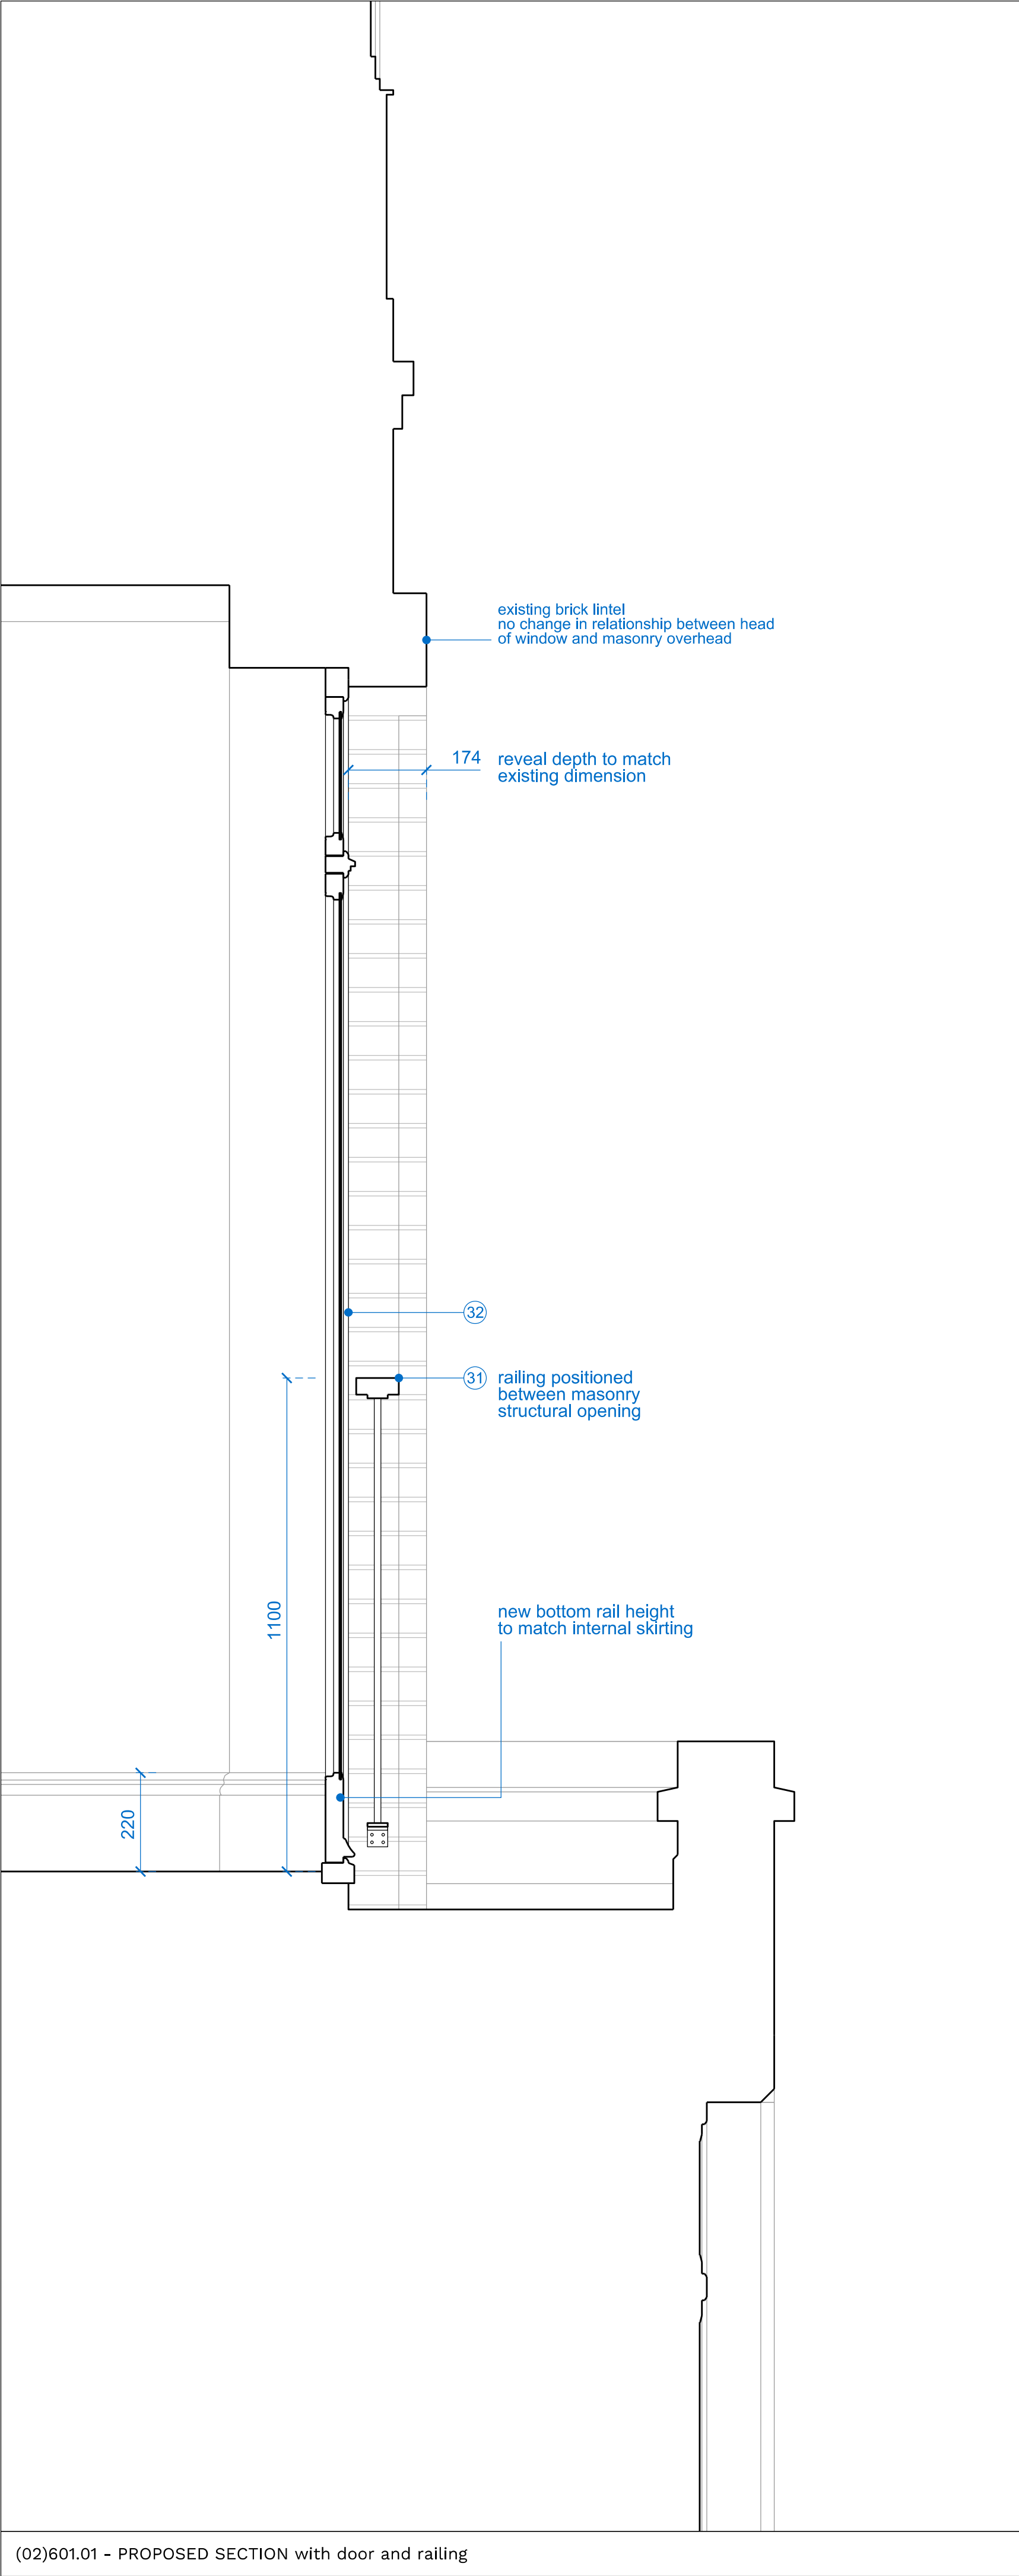 existing brick lintel
no change in relationship between head
of window and masonry overhead
174
reveal depth to match
existing dimension
32
31
railing positioned
between masonry
structural opening
1100
new bottom rail height
to match internal skirting
220
(02)601.01 - PROPOSED SECTION with door and railing